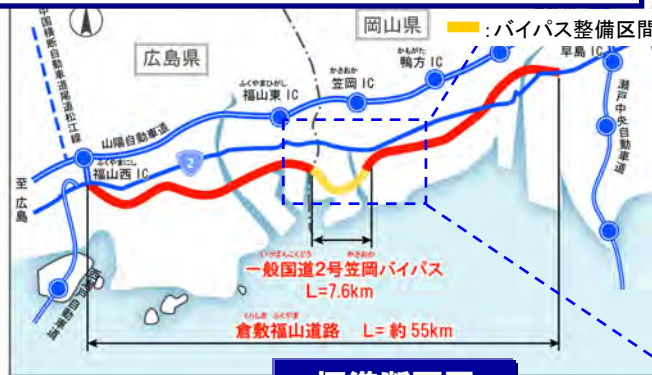 岡山県
:バイパス整備区間
広島県
中国横断自動車道尾道松江線
ふくやまひがし
福山東 IC
かさおか
笠岡 IC
かもがた
鴨方 IC
早島 IC
瀬戸中央自動車道
山陽自動車道
ふくやまにし
福山西 IC
2
至 広島
西瀬戸自動車道
いっぱんこくどう かさおか
一般国道2号笠岡バイパス
L=7.6km
くらしき ふくやま
倉敷福山道路 L= 約 55km